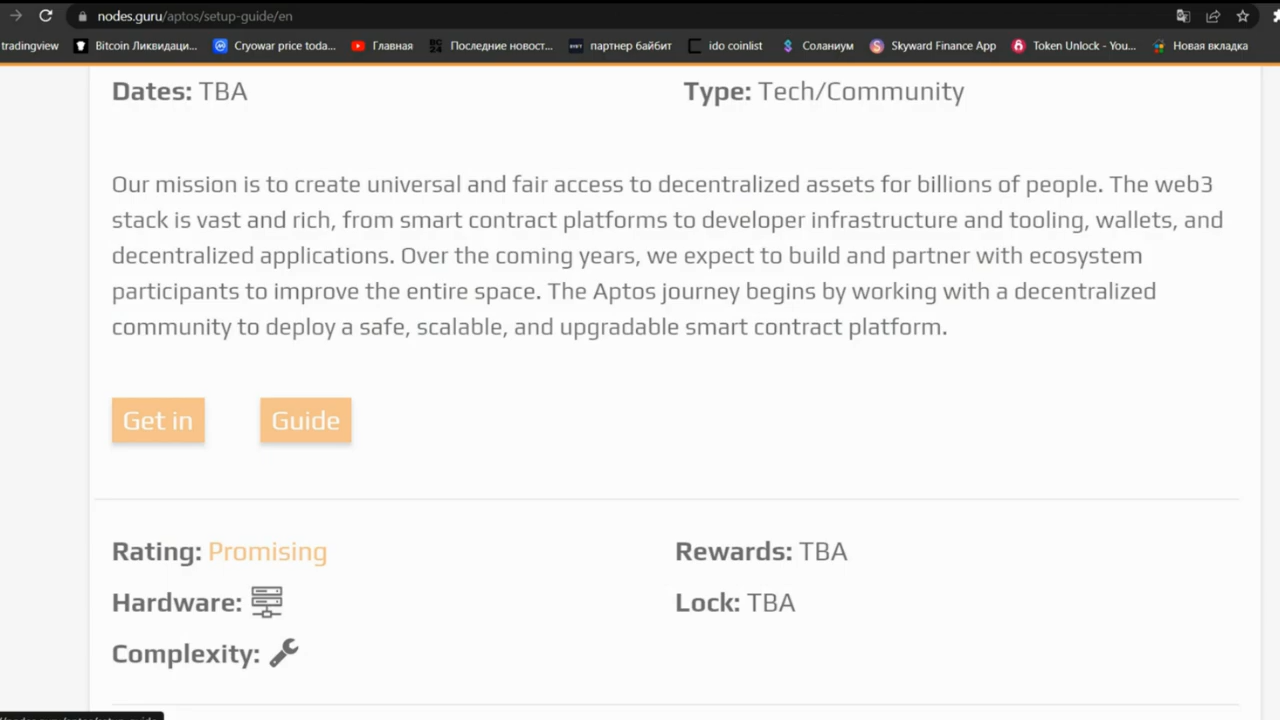 nodes.guru/aptos/setup-guide/en
tradingview Bitcoin Ликвидаци... Cryowar price toda... Главная BC24 Последние новост... партнер байбит ido coinlist Соланиум Skyward Finance App Token Unlock - You... Новая вкладка
Dates: TBA Type: Tech/Community
Our mission is to create universal and fair access to decentralized assets for billions of people. The web3
stack is vast and rich, from smart contract platforms to developer infrastructure and tooling, wallets, and
decentralized applications. Over the coming years, we expect to build and partner with ecosystem
participants to improve the entire space. The Aptos journey begins by working with a decentralized
community to deploy a safe, scalable, and upgradable smart contract platform.
Get in Guide
Rating: Promising Rewards: TBA
Hardware: Lock: TBA
Complexity: